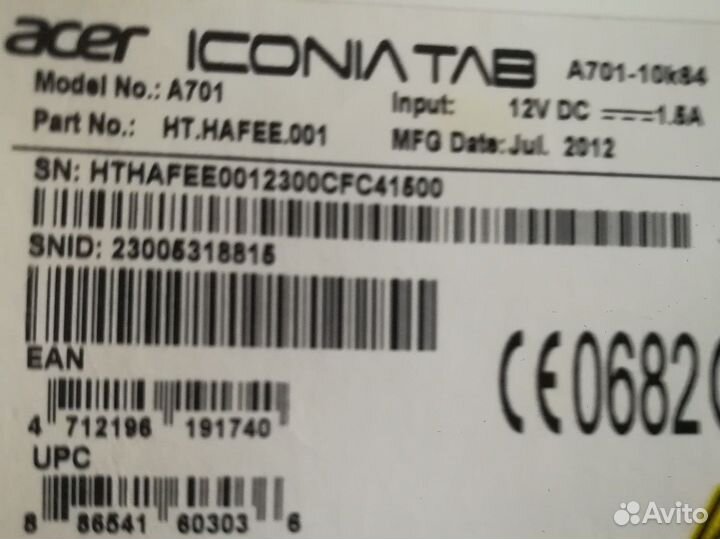 acer ICONIA TAB A701-10k64
Model No.: A701
Input: 12V DC 1.5A
Part No.: HT.HAFEE.001
MFG Date: Jul. 2012
SN: HTHAFEE0012300CFC41500
SNID: 23005318815
EAN
4 712196 191740
UPC
8 86541 60303 6
CE0682
Avito